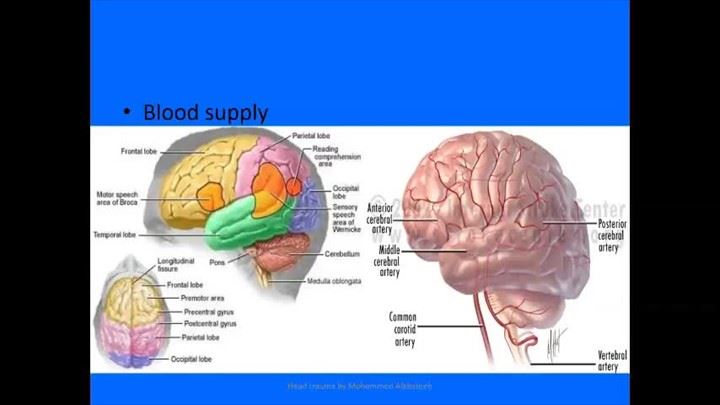 • Blood supply
Parietal lobe
Frontal lobe
Reading
comprehension
area
Motor speech
area of Broca
Occipital
lobe
Sensory
speech
area of
Wernicke
Temporal lobe
Pons
Cerebellum
Medulla oblongata
Longitudinal
fissure
Frontal lobe
Premotor area
Precentral gyrus
Postcentral gyrus
Parietal lobe
Occipital lobe
Anterior
cerebral
artery
Middle
cerebral
artery
Posterior
cerebral
artery
Common
carotid
artery
Vertebral
artery
Head trauma by Mohammed